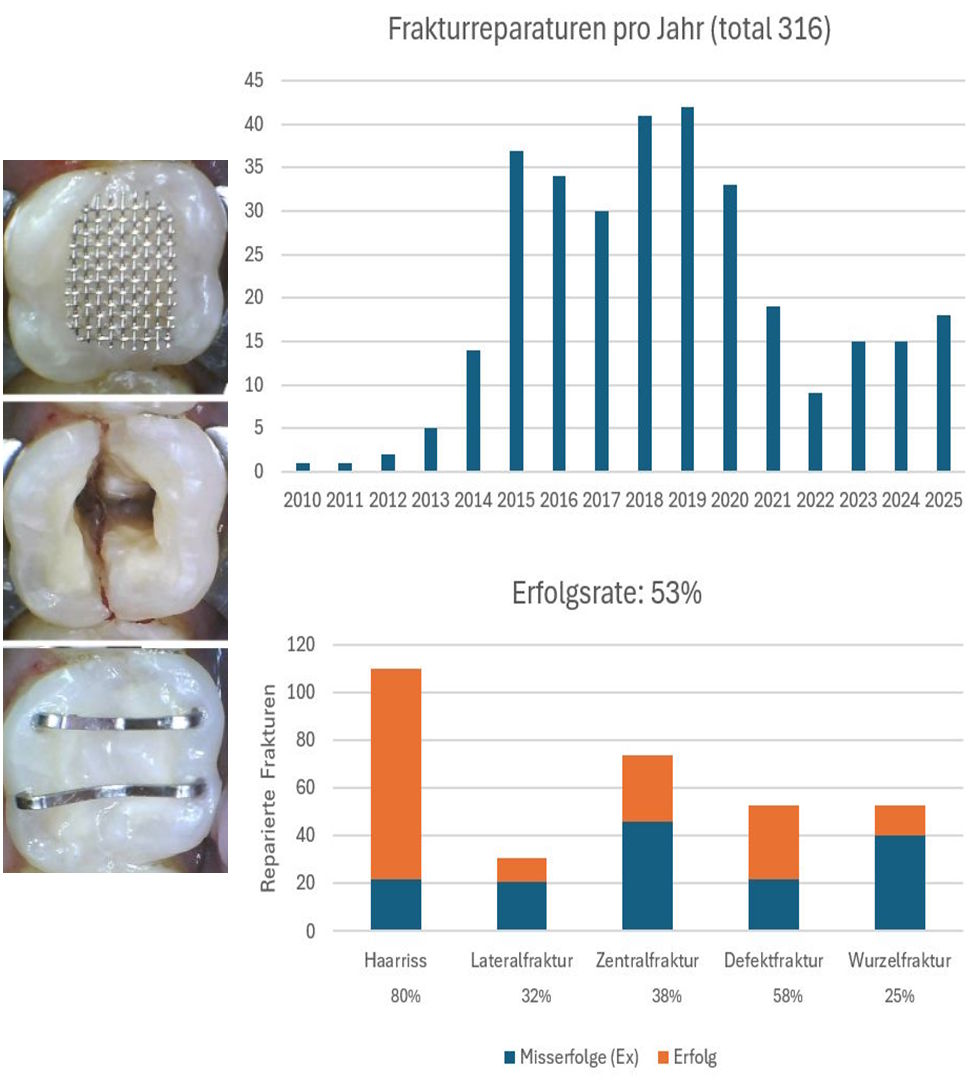 Frakturreparaturen pro Jahr (total 316)
45
40
35
30
25
20
15
10
5
0
2010 2011 2012 2013 2014 2015 2016 2017 2018 2019 2020 2021 2022 2023 2024 2025
Erfolgsrate: 53%
Reparierte Frakturen
120
100
80
60
40
20
0
Haarriss Lateralfraktur Zentralfraktur Defektfraktur Wurzelfraktur
80% 32% 38% 58% 25%
Misserfolge (Ex) Erfolg